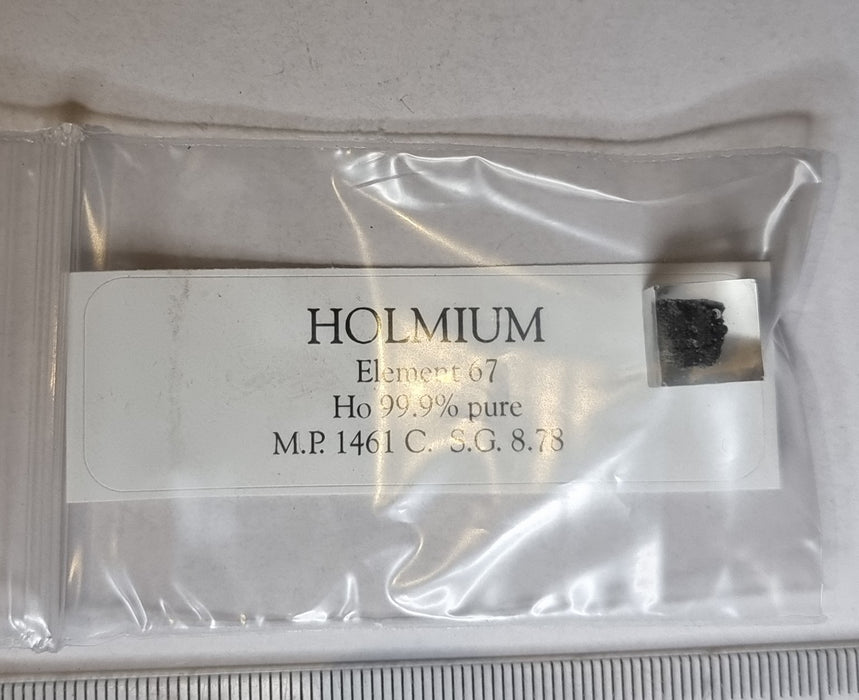 HOLMIUM
Element 67
Ho 99.9% pure
M.P. 1461 C. S.G. 8.78